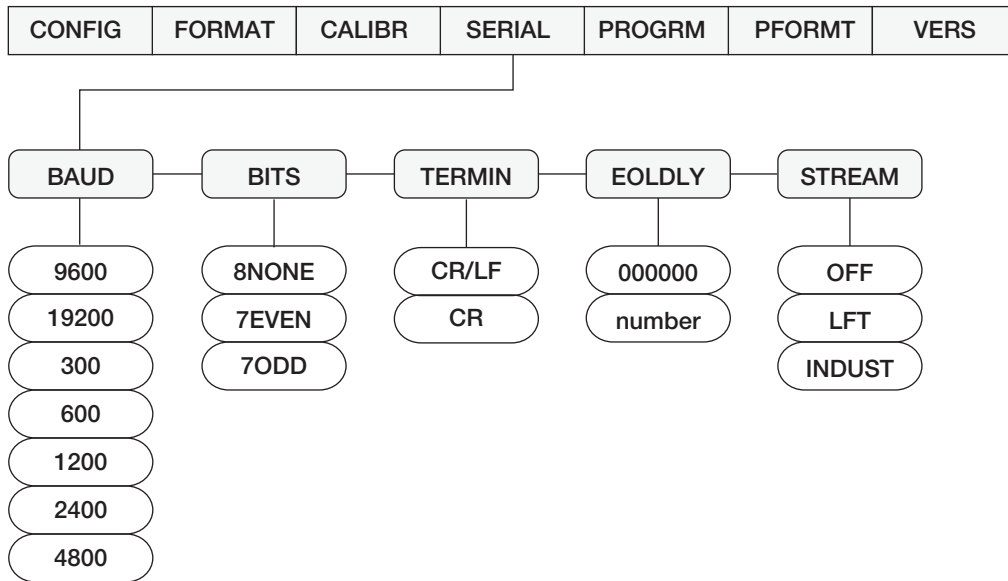 CONFIG FORMAT CALIBR SERIAL PROGRM PFORMT VERS
BAUD BITS TERMIN EOLDLY STREAM
9600 8NONE CR/LF 000000 OFF
19200 7EVEN CR number LFT
300 7ODD INDUST
600
1200
2400
4800